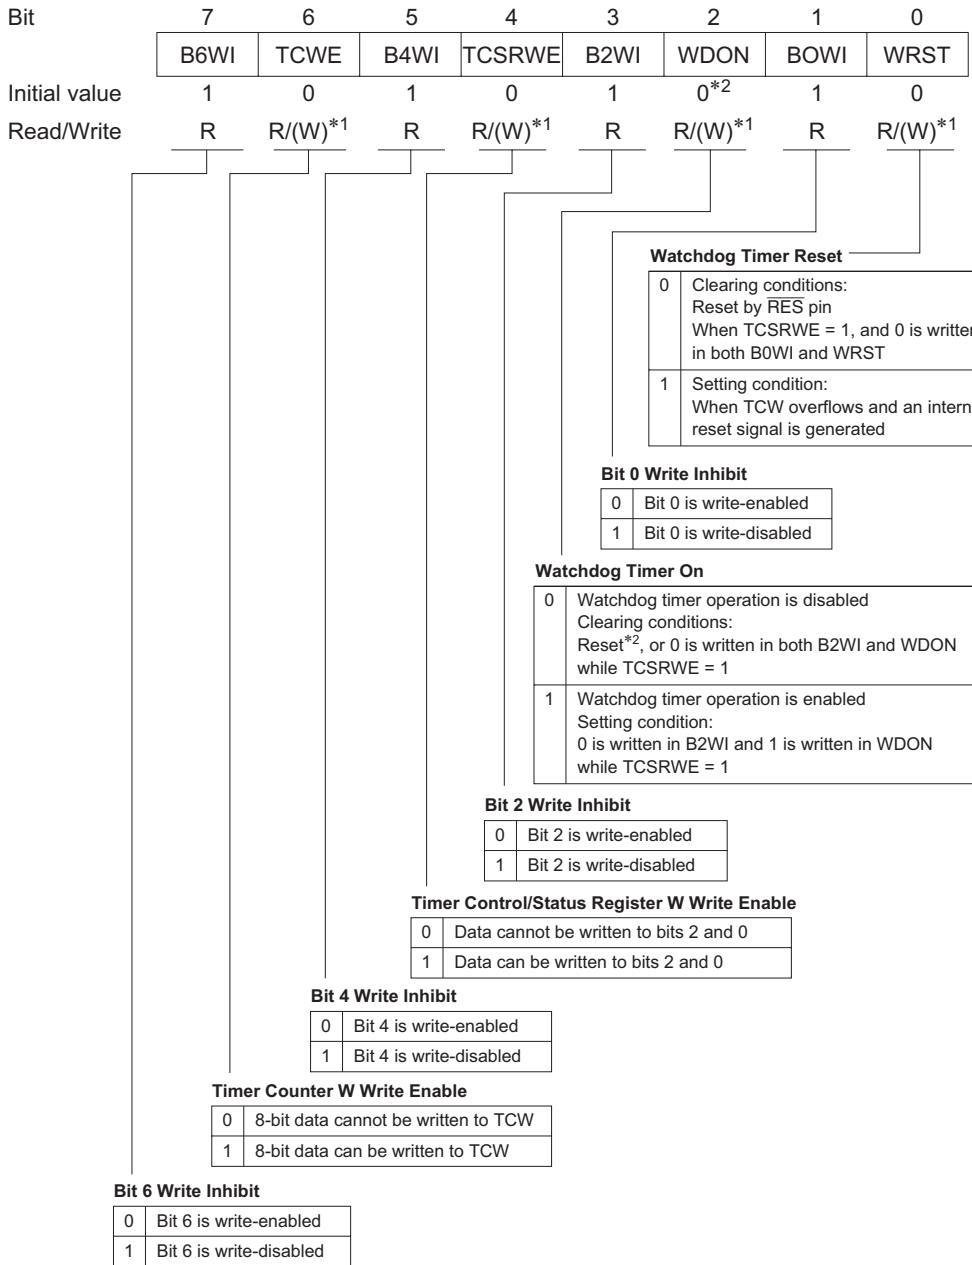 Bit 7 6 5 4 3 2 1 0
B6WI TCWE B4WI TCSRWE B2WI WDON BOWI WRST
Initial value 1 0 1 0 1 0*2 1 0
Read/Write R R/(W)*1 R R/(W)*1 R R/(W)*1 R R/(W)*1
Watchdog Timer Reset
0 Clearing conditions:
Reset by RES pin
When TCSRWE = 1, and 0 is written
in both B0WI and WRST
1 Setting condition:
When TCW overflows and an intern
reset signal is generated
Bit 0 Write Inhibit
0 Bit 0 is write-enabled
1 Bit 0 is write-disabled
Watchdog Timer On
0 Watchdog timer operation is disabled
Clearing conditions:
Reset*2, or 0 is written in both B2WI and WDON
while TCSRWE = 1
1 Watchdog timer operation is enabled
Setting condition:
0 is written in B2WI and 1 is written in WDON
while TCSRWE = 1
Bit 2 Write Inhibit
0 Bit 2 is write-enabled
1 Bit 2 is write-disabled
Timer Control/Status Register W Write Enable
0 Data cannot be written to bits 2 and 0
1 Data can be written to bits 2 and 0
Bit 4 Write Inhibit
0 Bit 4 is write-enabled
1 Bit 4 is write-disabled
Timer Counter W Write Enable
0 8-bit data cannot be written to TCW
1 8-bit data can be written to TCW
Bit 6 Write Inhibit
0 Bit 6 is write-enabled
1 Bit 6 is write-disabled